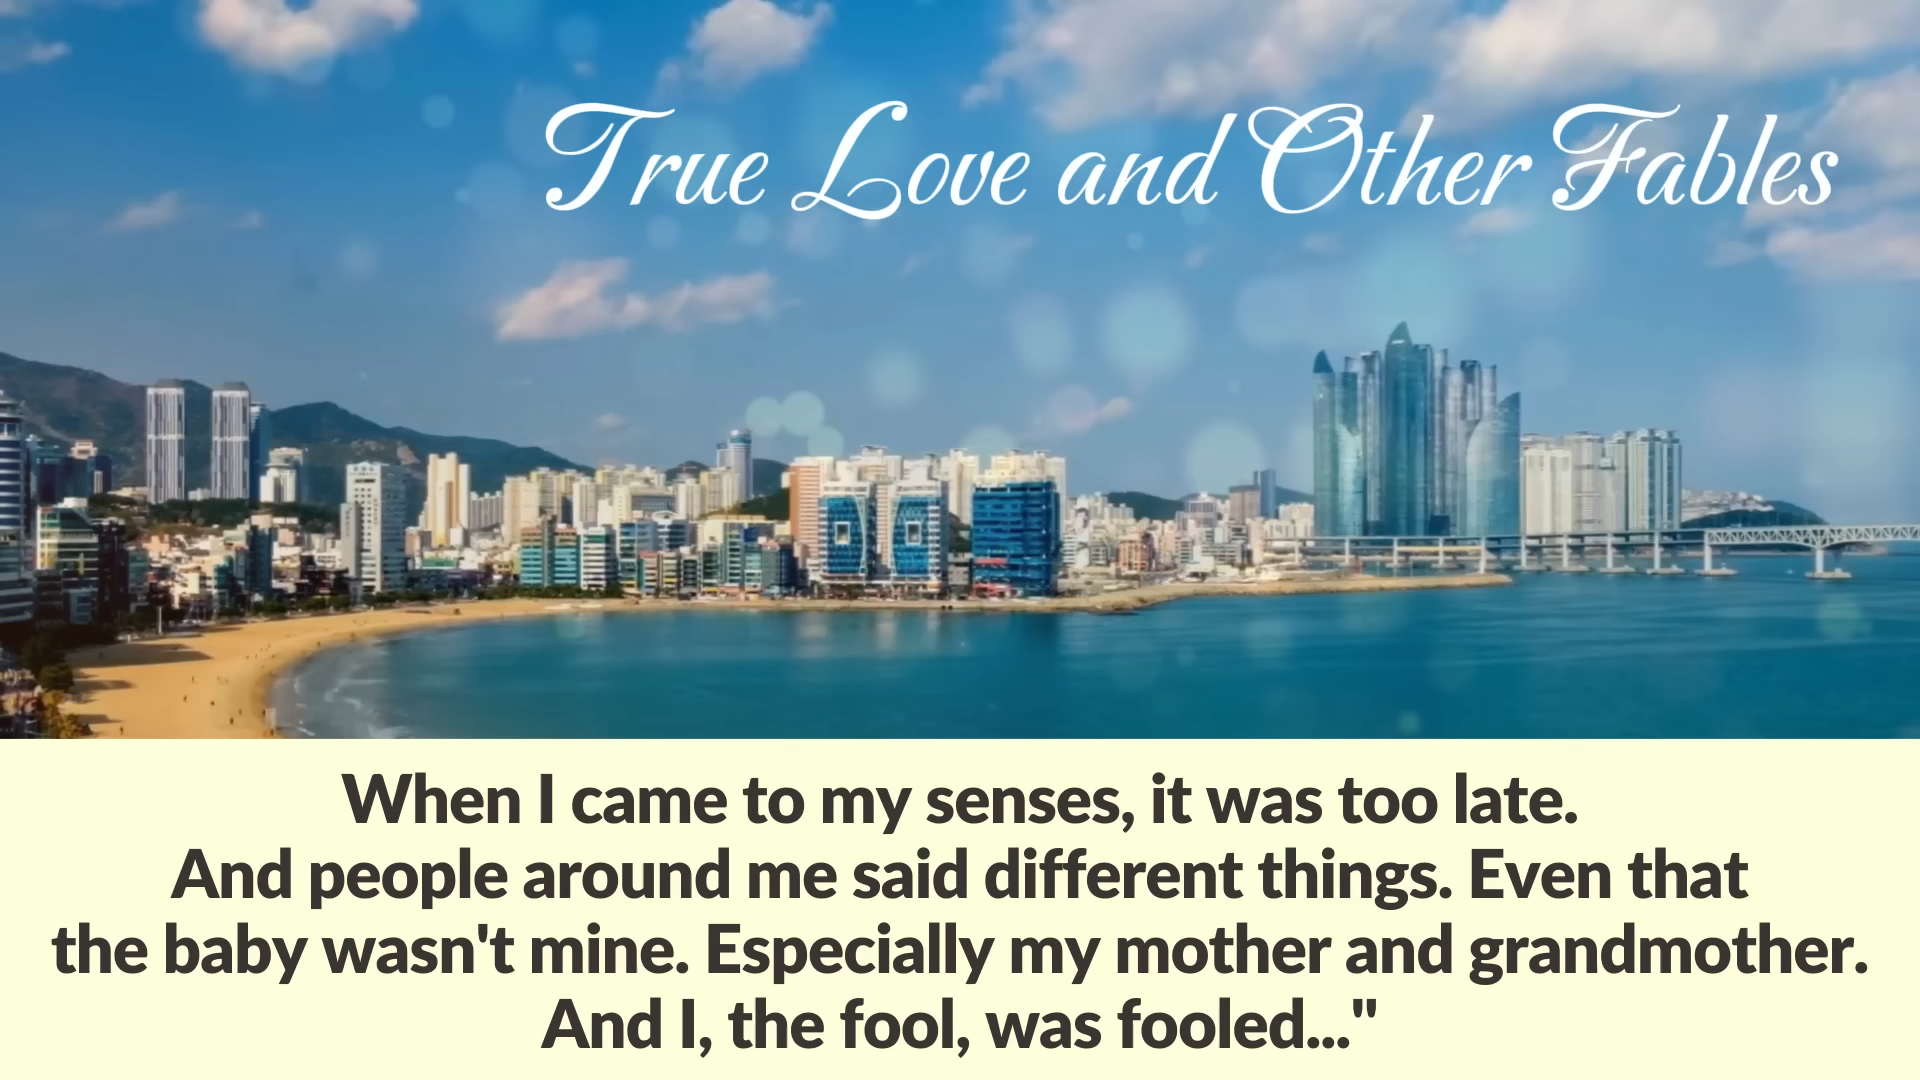 True Love and Other Fables
When I came to my senses, it was too late.
And people around me said different things. Even that
the baby wasn't mine. Especially my mother and grandmother.
And I, the fool, was fooled..."